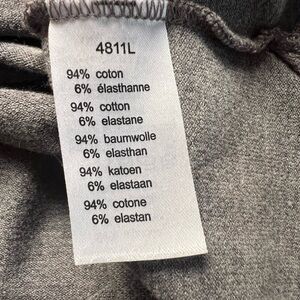 4811L
94% coton
6% élasthanne
94% cotton
6% elastane
94% baumwolle
6% elasthan
94% katoen
6% elastaan
94% cotone
6% elastan